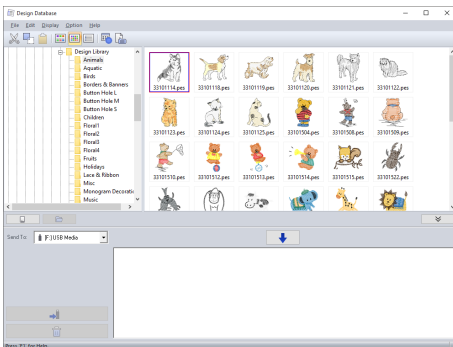 Design Database
File Edit Display Option Help
Design Library
Animals
Aquatic
Birds
Borders & Banners
Button Hole L
Button Hole M
Button Hole S
Children
Floral1
Floral2
Floral3
Floral4
Fruits
Holidays
Lace & Ribbon
Misc
Monogram Decorati
Music
33101114.pes 33101118.pes 33101119.pes 33101120.pes 33101121.pes 33101122.pes
33101123.pes 33101124.pes 33101125.pes 33101504.pes 33101508.pes 33101509.pes
33101510.pes 33101512.pes 33101513.pes 33101514.pes 33101515.pes 33101522.pes
Send To: [F:] USB Media
Press 'F1' for Help